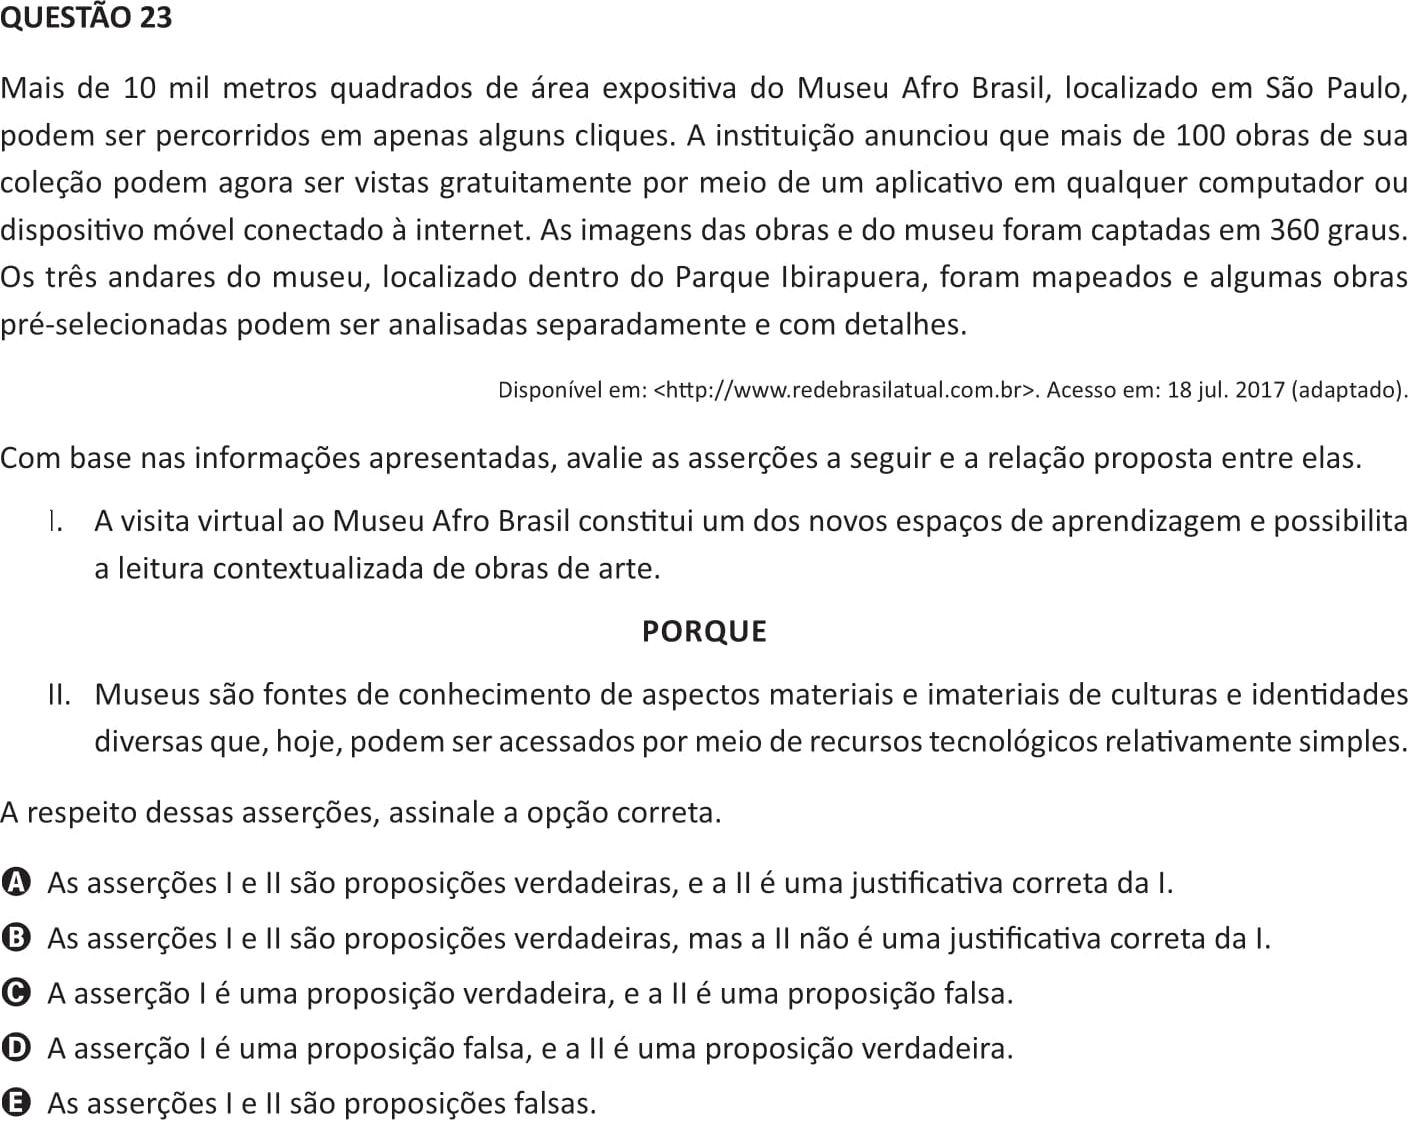 QUESTÃO 23
Mais de 10 mil metros quadrados de área expositiva do Museu Afro Brasil, localizado em São Paulo,
podem ser percorridos em apenas alguns cliques. A instituição anunciou que mais de 100 obras de sua
coleção podem agora ser vistas gratuitamente por meio de um aplicativo em qualquer computador ou
dispositivo móvel conectado à internet. As imagens das obras e do museu foram captadas em 360 graus.
Os três andares do museu, localizado dentro do Parque Ibirapuera, foram mapeados e algumas obras
pré-selecionadas podem ser analisadas separadamente e com detalhes.
Disponível em: <http://www.redebrasilatual.com.br>. Acesso em: 18 jul. 2017 (adaptado).
Com base nas informações apresentadas, avalie as asserções a seguir e a relação proposta entre elas.
I. A visita virtual ao Museu Afro Brasil constitui um dos novos espaços de aprendizagem e possibilita
a leitura contextualizada de obras de arte.
PORQUE
II. Museus são fontes de conhecimento de aspectos materiais e imateriais de culturas e identidades
diversas que, hoje, podem ser acessados por meio de recursos tecnológicos relativamente simples.
A respeito dessas asserções, assinale a opção correta.
A As asserções I e II são proposições verdadeiras, e a II é uma justificativa correta da I.
B As asserções I e II são proposições verdadeiras, mas a II não é uma justificativa correta da I.
C A asserção I é uma proposição verdadeira, e a II é uma proposição falsa.
D A asserção I é uma proposição falsa, e a II é uma proposição verdadeira.
E As asserções I e II são proposições falsas.